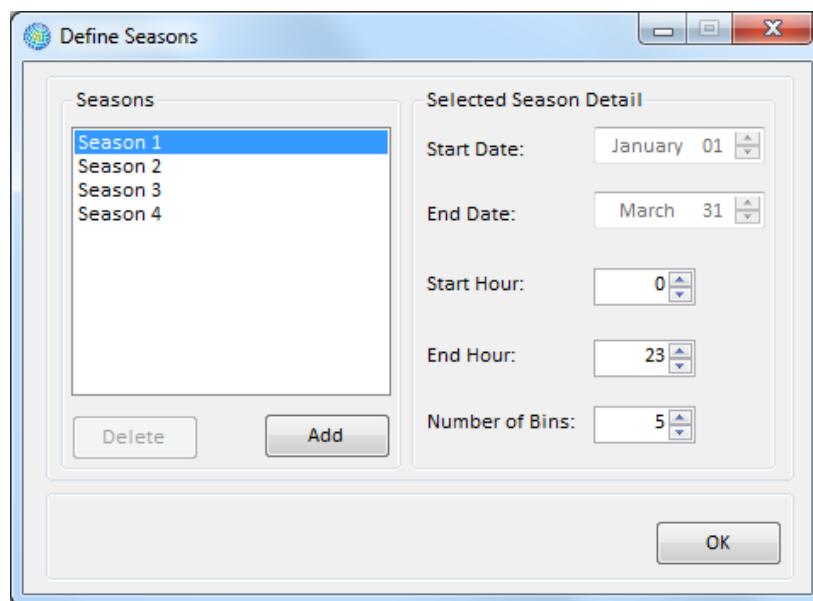 Define Seasons
Seasons
Season 1
Season 2
Season 3
Season 4
Delete
Add
Selected Season Detail
Start Date: January 01
End Date: March 31
Start Hour: 0
End Hour: 23
Number of Bins: 5
OK